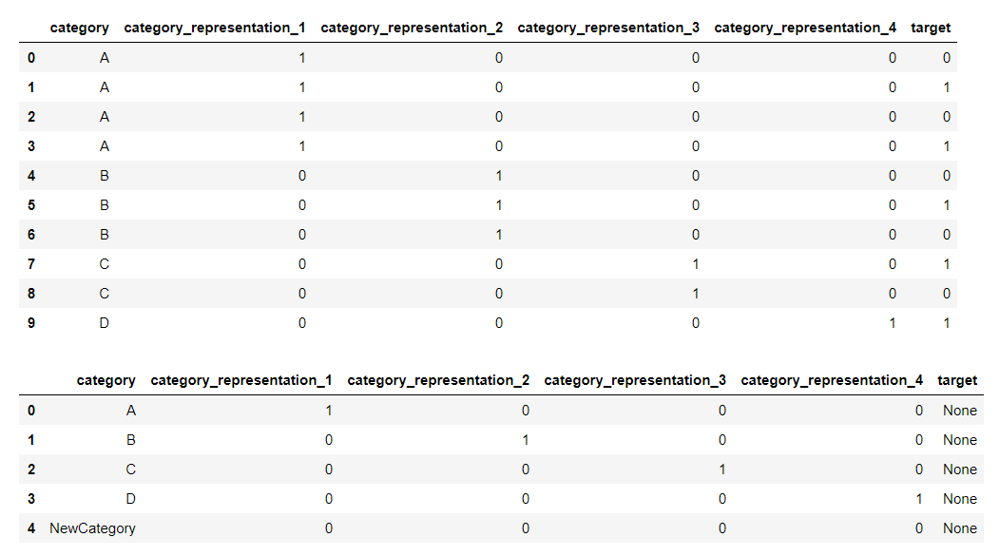 category category_representation_1 category_representation_2 category_representation_3 category_representation_4 target
0 A 1 0 0 0 0
1 A 1 0 0 0 1
2 A 1 0 0 0 0
3 A 1 0 0 0 1
4 B 0 1 0 0 0
5 B 0 1 0 0 1
6 B 0 1 0 0 0
7 C 0 0 1 0 1
8 C 0 0 1 0 0
9 D 0 0 0 1 1
category category_representation_1 category_representation_2 category_representation_3 category_representation_4 target
0 A 1 0 0 0 None
1 B 0 1 0 0 None
2 C 0 0 1 0 None
3 D 0 0 0 1 None
4 NewCategory 0 0 0 0 None